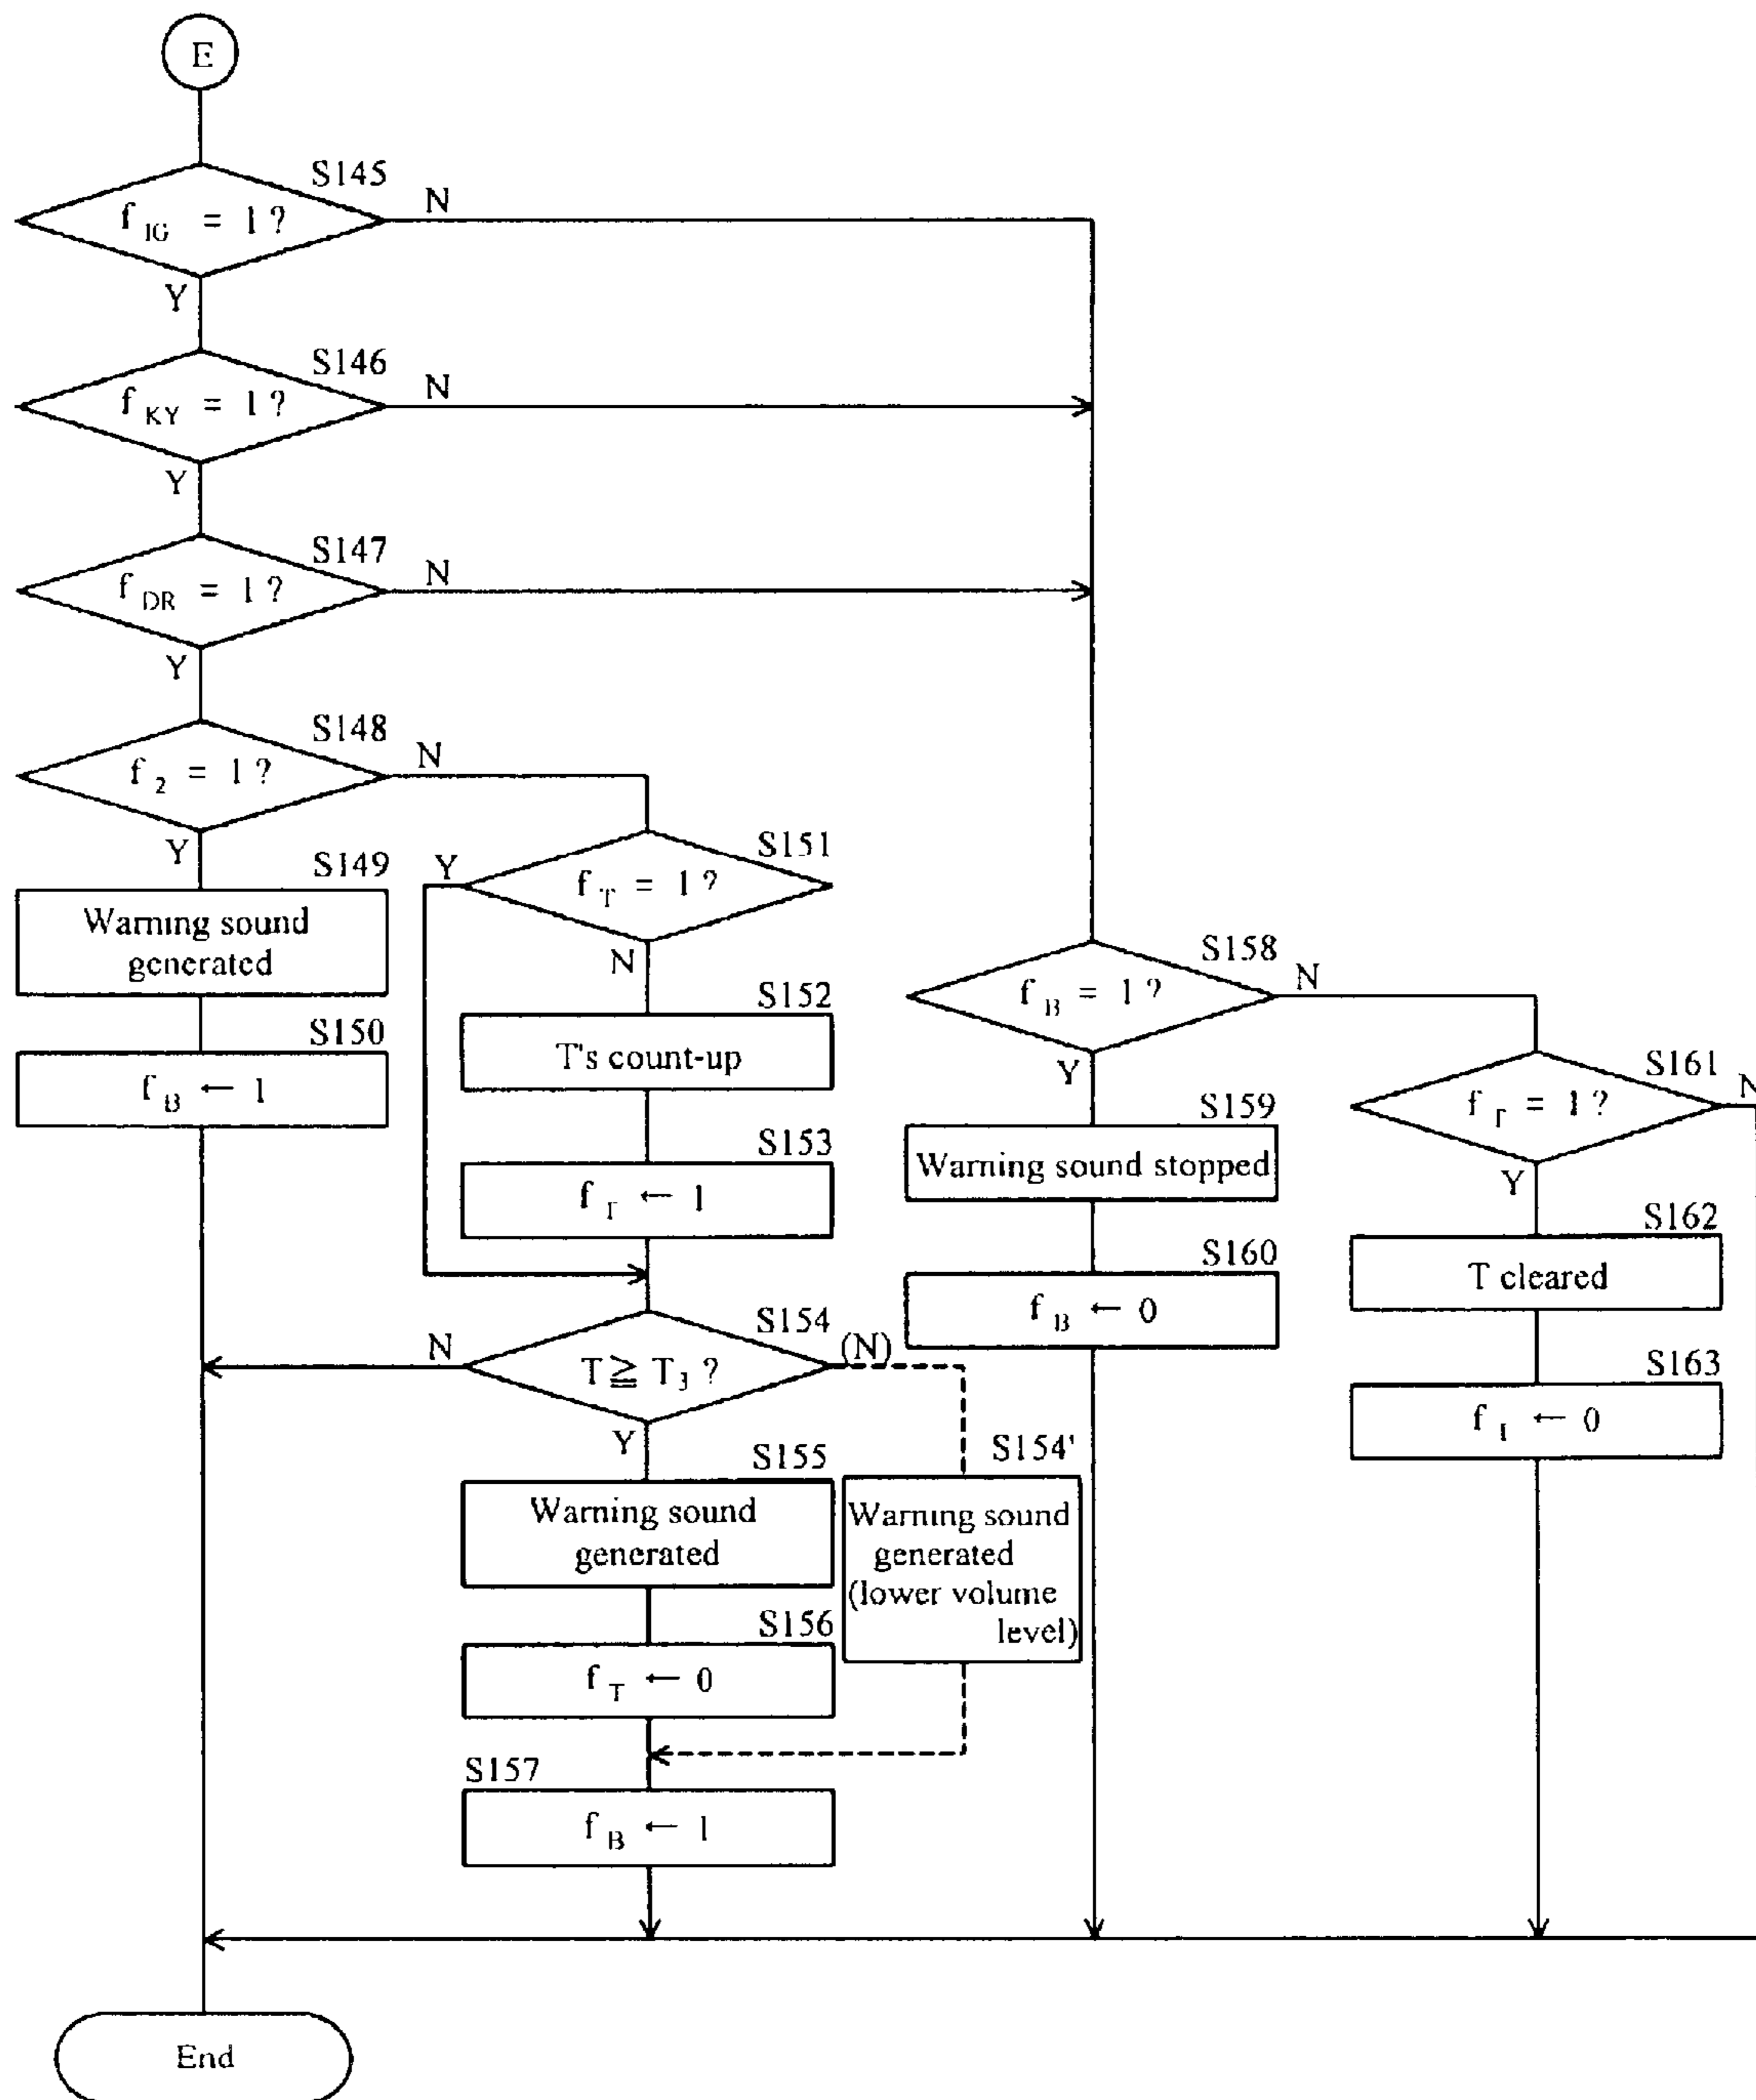 E
S145
f IG = 1 ?
N
Y
S146
f KY = 1 ?
N
Y
S147
f DR = 1 ?
N
Y
S148
f 2 = 1 ?
N
Y
S149
Warning sound
generated
S150
f B ← 1
S151
f T = 1 ?
Y
N
S152
T's count-up
S153
f T ← 1
S154
T ≧ T 3 ?
N
(N)
Y
S154'
Warning sound
generated
(lower volume
level)
S155
Warning sound
generated
S156
f T ← 0
S157
f B ← 1
S158
f B = 1 ?
N
Y
S159
Warning sound stopped
S160
f B ← 0
S161
f T = 1 ?
N
Y
S162
T cleared
S163
f T ← 0
End